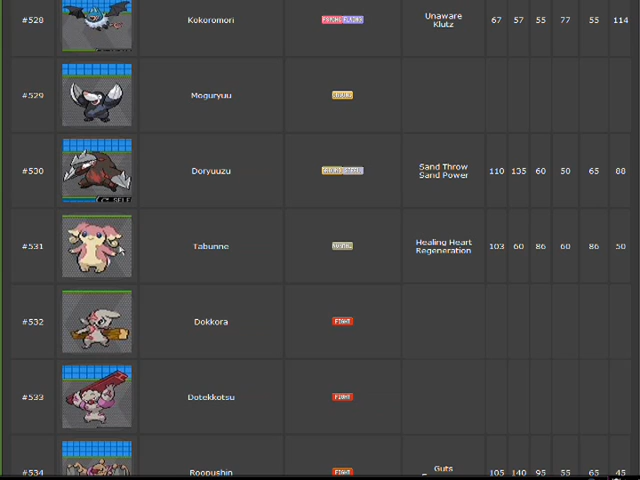 #528 Kokoromori PSYCHIC FLYING Unaware Klutz 67 57 55 77 55 114
#529 Moguryuu GROUND
#530 Doryuuzu GROUND STEEL Sand Throw Sand Power 110 135 60 50 65 88
#531 Tabunne NORMAL Healing Heart Regeneration 103 60 86 60 86 50
#532 Dokkora FIGHT
#533 Dotekkotsu FIGHT
#534 Roopushin FIGHT Guts 105 140 95 55 65 45